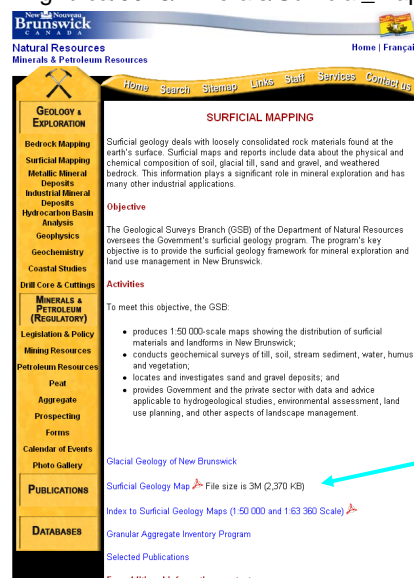 New Nouveau
Brunswick
C A N A D A
Natural Resources
Home | Françai
Minerals & Petroleum Resources
Home Search Sitemap Links Staff Services Contact us
GEOLOGY &
EXPLORATION
Bedrock Mapping
Surficial Mapping
Metallic Mineral
Deposits
Industrial Mineral
Deposits
Hydrocarbon Basin
Analysis
Geophysics
Geochemistry
Coastal Studies
Drill Core & Cuttings
MINERALS &
PETROLEUM
(REGULATORY)
Legislation & Policy
Mining Resources
Petroleum Resources
Peat
Aggregate
Prospecting
Forms
Calendar of Events
Photo Gallery
PUBLICATIONS
DATABASES
SURFICIAL MAPPING
Surficial geology deals with loosely consolidated rock materials found at the
earth's surface. Surficial maps and reports include data about the physical and
chemical composition of soil, glacial till, sand and gravel, and weathered
bedrock. This information plays a significant role in mineral exploration and has
many other industrial applications.
Objective
The Geological Surveys Branch (GSB) of the Department of Natural Resources
oversees the Government's surficial geology program. The program's key
objective is to provide the surficial geology framework for mineral exploration and
land use management in New Brunswick.
Activities
To meet this objective, the GSB:
• produces 1:50 000-scale maps showing the distribution of surficial
materials and landforms in New Brunswick;
• conducts geochemical surveys of till, soil, stream sediment, water, humus
and vegetation;
• locates and investigates sand and gravel deposits; and
• provides Government and the private sector with data and advice
applicable to hydrogeological studies, environmental assessment, land
use planning, and other aspects of landscape management.
Glacial Geology of New Brunswick
Surficial Geology Map File size is 3M (2,370 KB)
Index to Surficial Geology Maps (1:50 000 and 1:63 360 Scale)
Granular Aggregate Inventory Program
Selected Publications